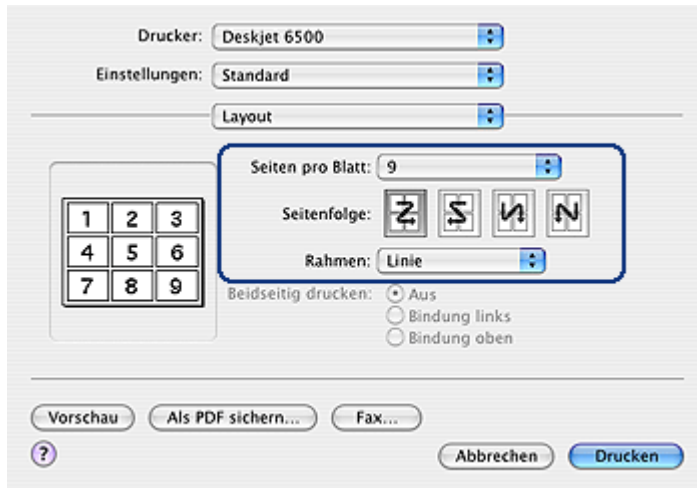 Drucker: Deskjet 6500
Einstellungen: Standard
Layout
Seiten pro Blatt: 9
Seitenfolge:
Rahmen: Linie
1 2 3
4 5 6
7 8 9
Beidseitig drucken: Aus
Bindung links
Bindung oben
Vorschau Als PDF sichern... Fax...
? Abbrechen Drucken